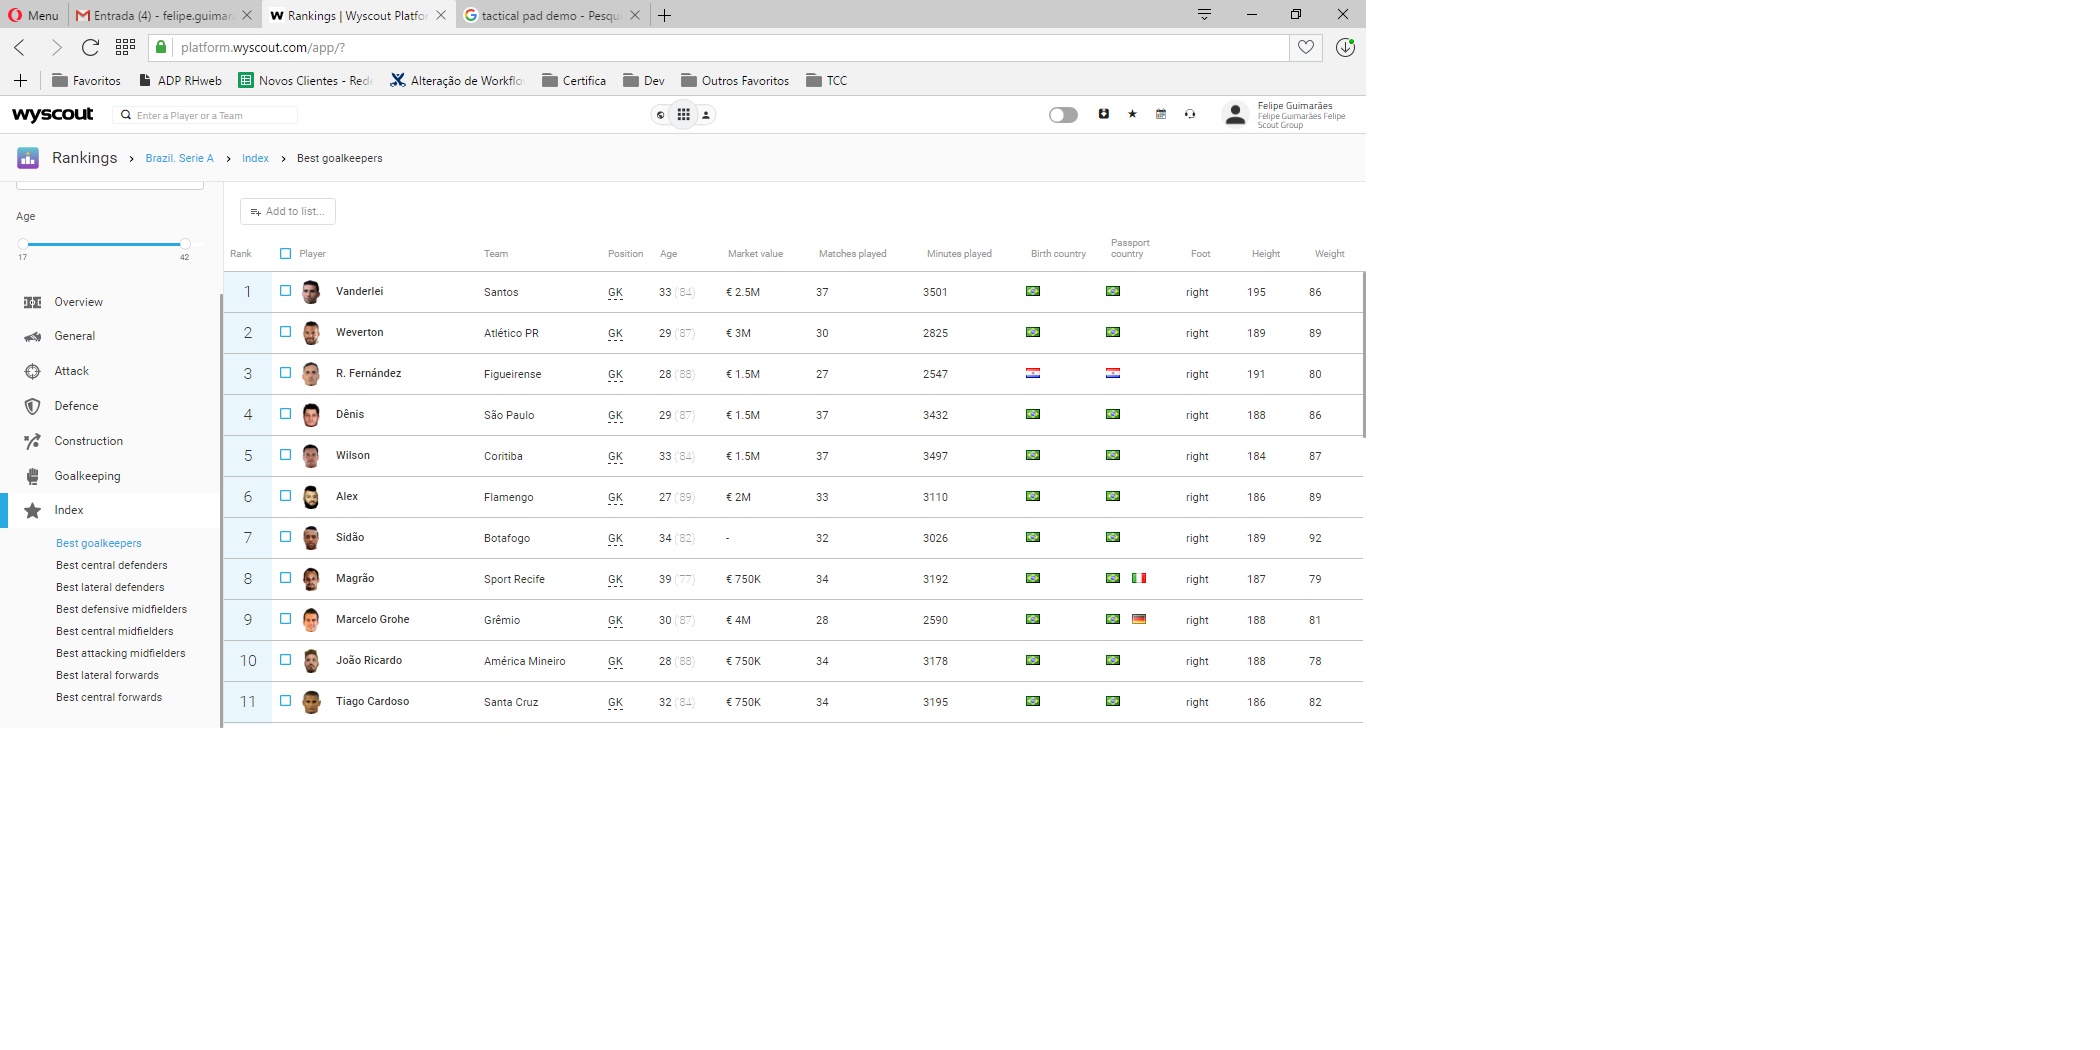 Menu
Entrada (4) - felipe.guimarã
Rankings | Wyscout Platfor
tactical pad demo - Pesqui
platform.wyscout.com/app/?
Favoritos
ADP RHweb
Novos Clientes - Rede
Alteração de Workflo
Certifica
Dev
Outros Favoritos
TCC
wyscout
Enter a Player or a Team
Felipe Guimarães
Felipe Guimarães Felipe
Scout Group
Rankings › Brazil. Serie A › Index › Best goalkeepers
Age
17 42
Overview
General
Attack
Defence
Construction
Goalkeeping
Index
Best goalkeepers
Best central defenders
Best lateral defenders
Best defensive midfielders
Best central midfielders
Best attacking midfielders
Best lateral forwards
Best central forwards
Add to list...
Rank Player Team Position Age Market value Matches played Minutes played Birth country Passport country Foot Height Weight
1 Vanderlei Santos GK 33 ('84) € 2.5M 37 3501 right 195 86
2 Weverton Atlético PR GK 29 ('87) € 3M 30 2825 right 189 89
3 R. Fernández Figueirense GK 28 ('88) € 1.5M 27 2547 right 191 80
4 Dênis São Paulo GK 29 ('87) € 1.5M 37 3432 right 188 86
5 Wilson Coritiba GK 33 ('84) € 1.5M 37 3497 right 184 87
6 Alex Flamengo GK 27 ('89) € 2M 33 3110 right 186 89
7 Sidão Botafogo GK 34 ('82) - 32 3026 right 189 92
8 Magrão Sport Recife GK 39 ('77) € 750K 34 3192 right 187 79
9 Marcelo Grohe Grêmio GK 30 ('87) € 4M 28 2590 right 188 81
10 João Ricardo América Mineiro GK 28 ('88) € 750K 34 3178 right 188 78
11 Tiago Cardoso Santa Cruz GK 32 ('84) € 750K 34 3195 right 186 82